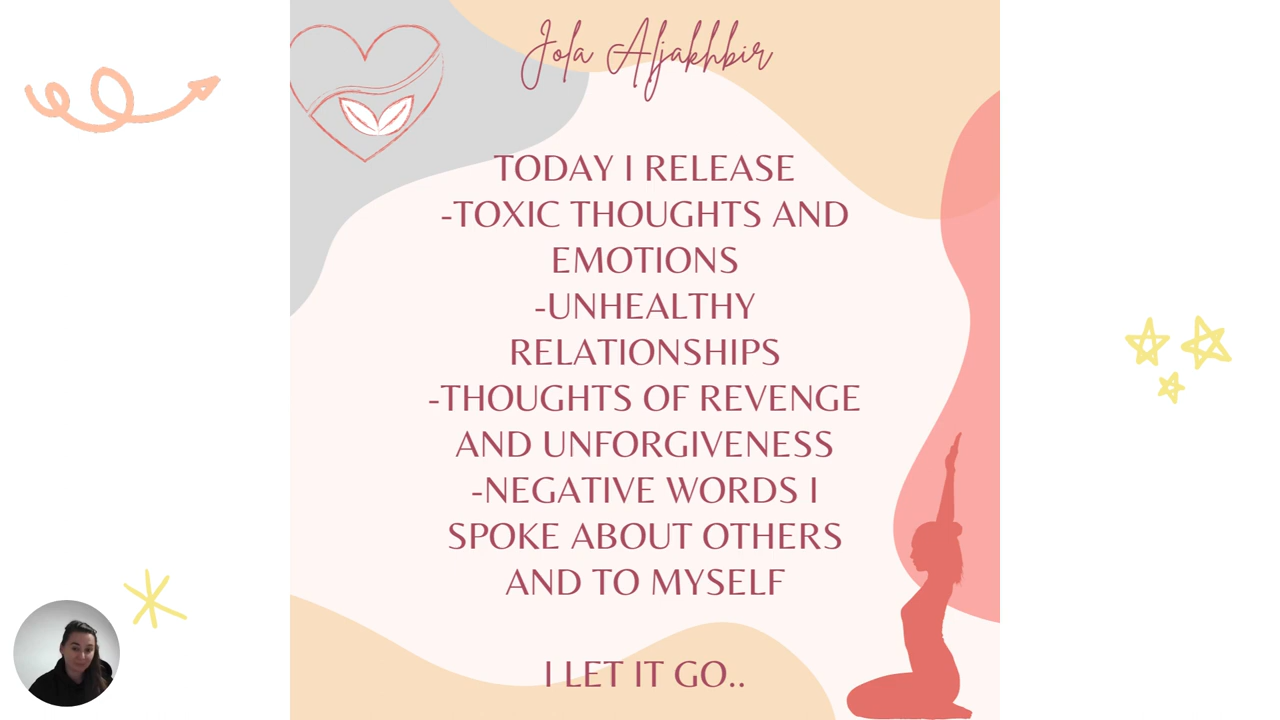 Jola Aljakhbir
TODAY I RELEASE
-TOXIC THOUGHTS AND
EMOTIONS
-UNHEALTHY
RELATIONSHIPS
-THOUGHTS OF REVENGE
AND UNFORGIVENESS
-NEGATIVE WORDS I
SPOKE ABOUT OTHERS
AND TO MYSELF
I LET IT GO..